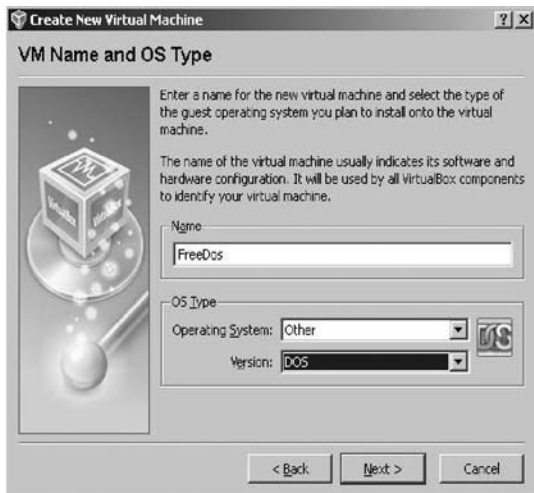 Create New Virtual Machine
VM Name and OS Type
Enter a name for the new virtual machine and select the type of
the guest operating system you plan to install onto the virtual
machine.
The name of the virtual machine usually indicates its software and
hardware configuration. It will be used by all VirtualBox components
to identify your virtual machine.
Name
FreeDos
OS Type
Operating System: Other
Version: DOS
< Back Next > Cancel
VirtualBox